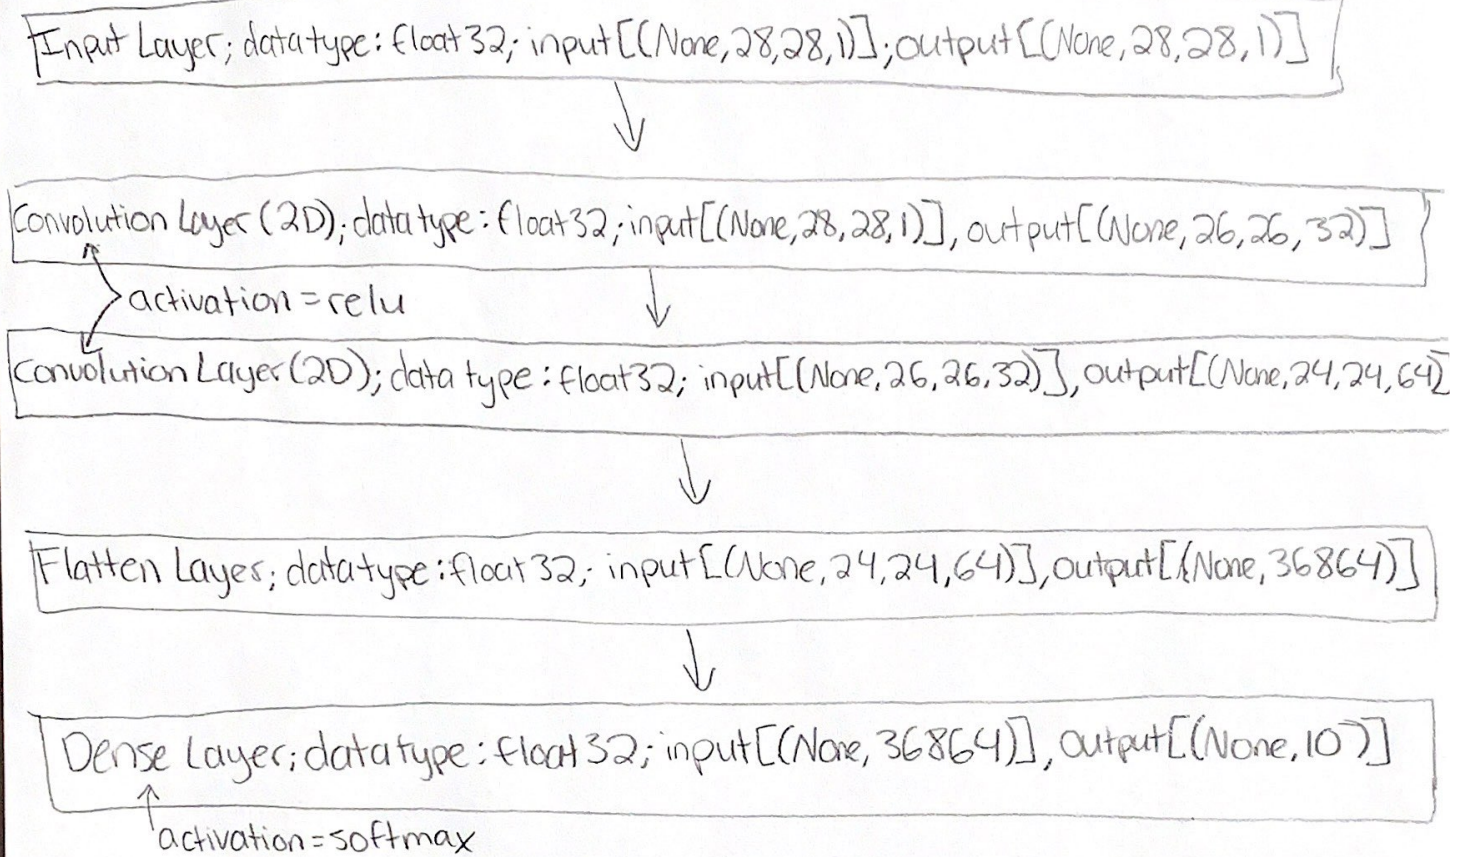 Input Layer; datatype: float32; input[(None,28,28,1)];output[(None,28,28,1)]
Convolution Layer (2D); datatype: float32; input[(None,28,28,1)], output[(None,26,26,32)]
activation=relu
Convolution Layer(2D); data type: float32; input[(None,26,26,32)], output[(None,24,24,64)]
Flatten Layer; datatype: float32; input[(None,24,24,64)], output[(None,36864)]
Dense Layer; datatype: float32; input[(None,36864)], output[(None,10)]
activation=softmax